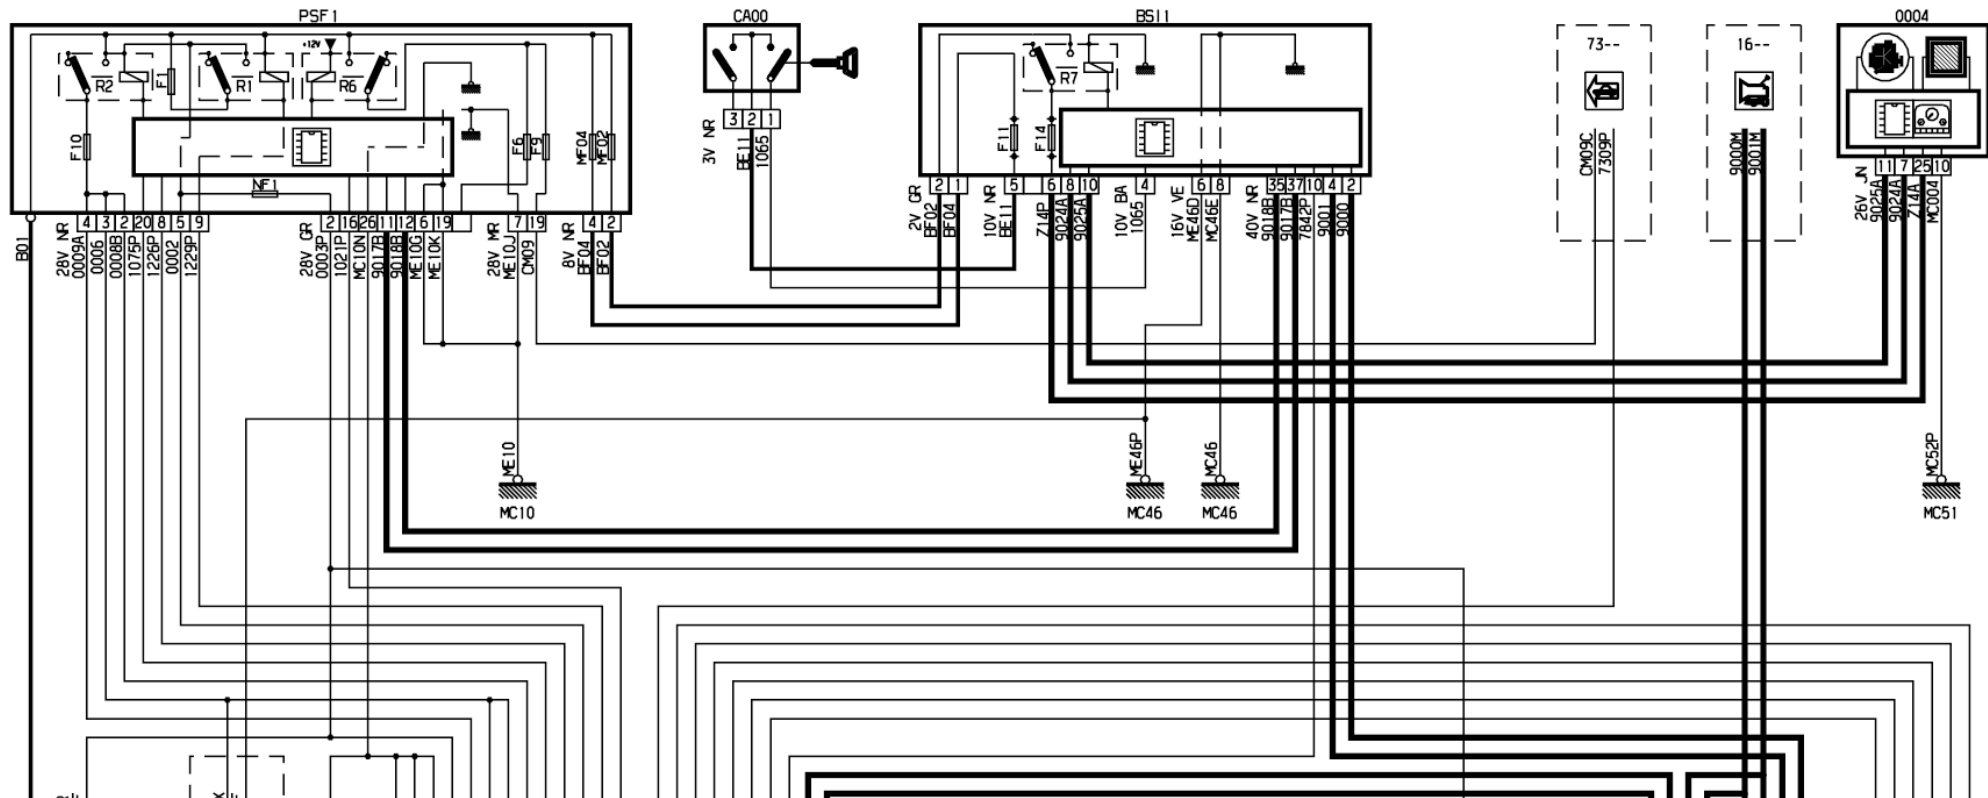 PSF1
CA00
BSI1
0004
73--
16--
+12V
R2
F1
R1
R6
R7
F10
NF1
F6
F9
MF04
MF02
F11
F14
3 2 1
3V NR
BE11
1065
B01
4 3 2 20 8 5 9
28V NR
0009A
0006
0008B
1075P
1226P
0002
1229P
2 16 26 11 12 6 19
28V GR
0003P
1021P
MC10N
9017B
9018B
ME10G
ME10K
7 19
28V MR
ME10J
CM09
4 2
8V NR
BF04
BF02
2 1
2V GR
BF02
BF04
5
10V NR
BE11
6 8 10
Z14P
9024A
9025A
4
10V BA
1065
6 8
16V VE
ME46D
MC46E
35 37 10 4 2
40V NR
9018B
9017B
7842P
9001
9000
CM09C
7309P
9000M
9001M
11 7 25 10
26V JN
9025A
9024A
Z14A
MC004
ME10
MC10
ME46P
MC46
MC46
MC46
MC52P
MC51